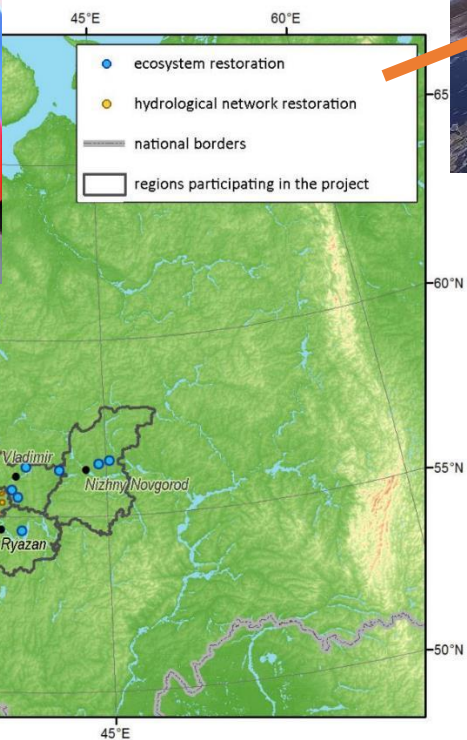 45°E 60°E
ecosystem restoration
hydrological network restoration
national borders
regions participating in the project
65
60°N
Vladimir
55°N
Nizhny Novgorod
Ryazan
50°N
45°E